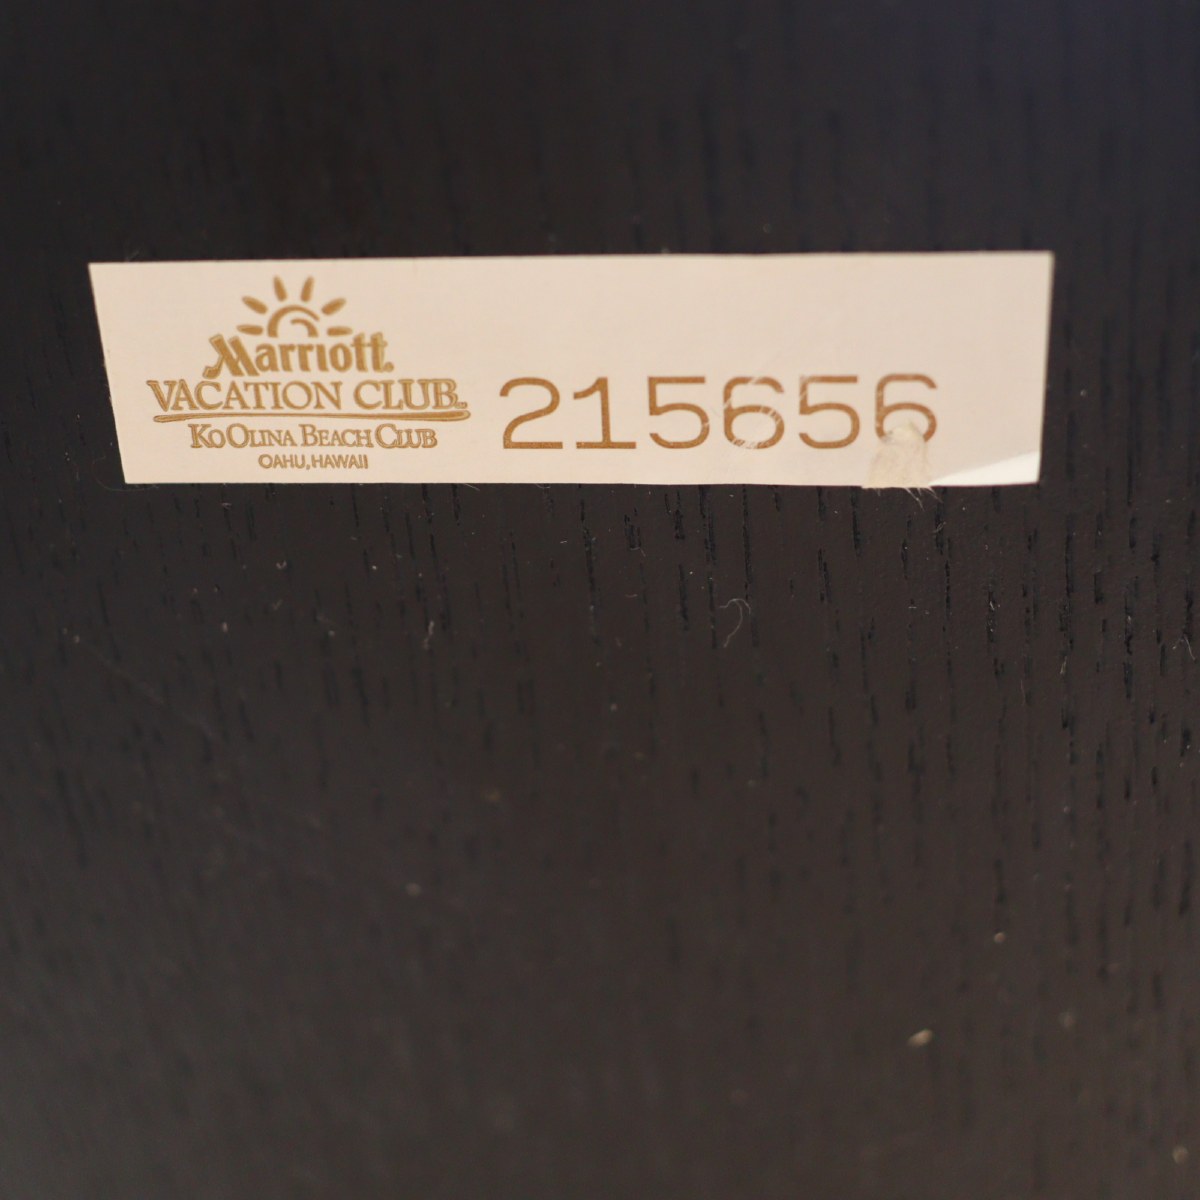 Marriott.
VACATION CLUB.
KO OLINA BEACH CLUB
OAHU, HAWAII
215656